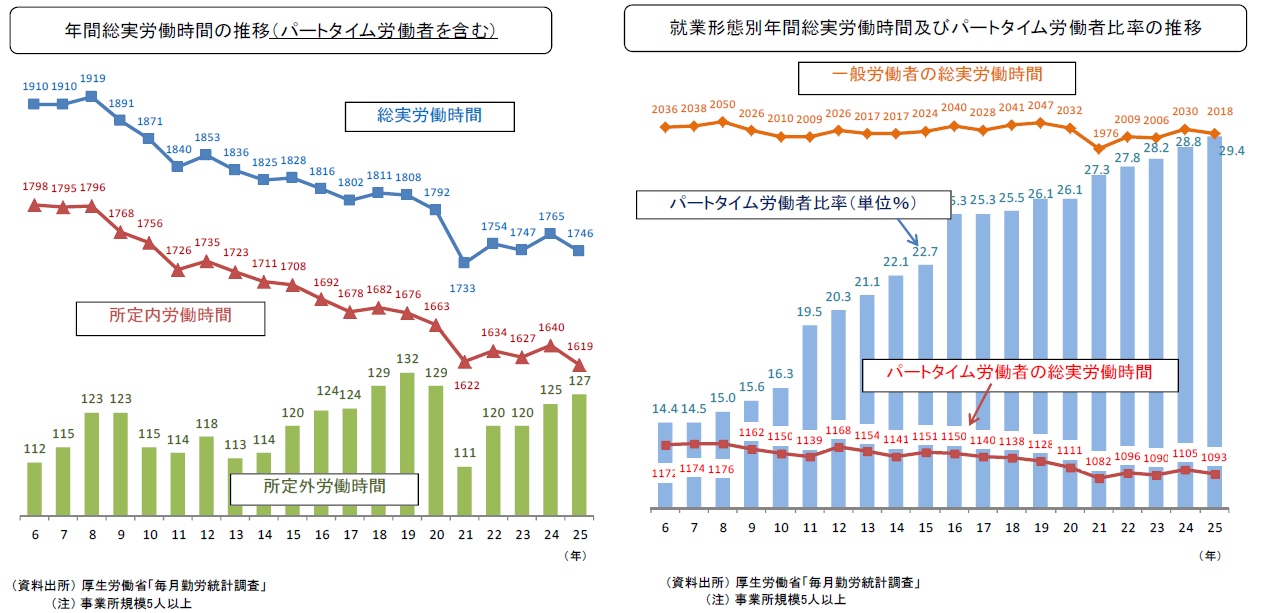 年間総実労働時間の推移(パートタイム労働者を含む)
1910 1910 1919 1891 1871 1840 1853 1836 1825 1828 1816 1802 1811 1808 1792 1733 1754 1747 1765 1746
総実労働時間
1798 1795 1796 1768 1756 1726 1735 1723 1711 1708 1692 1678 1682 1676 1663 1622 1634 1627 1640 1619
所定内労働時間
112 115 123 123 115 114 118 113 114 120 124 124 129 132 129 111 120 120 125 127
所定外労働時間
6 7 8 9 10 11 12 13 14 15 16 17 18 19 20 21 22 23 24 25
(年)
(資料出所) 厚生労働省「毎月勤労統計調査」
(注) 事業所規模5人以上
就業形態別年間総実労働時間及びパートタイム労働者比率の推移
一般労働者の総実労働時間
2036 2038 2050 2026 2010 2009 2026 2017 2017 2024 2040 2028 2041 2047 2032 1976 2009 2006 2030 2018
パートタイム労働者比率(単位%)
14.4 14.5 15.0 15.6 16.3 19.5 20.3 21.1 22.1 22.7 5.3 25.3 25.5 26.1 26.1 27.3 27.8 28.2 28.8 29.4
パートタイム労働者の総実労働時間
1172 1174 1176 1162 1150 1139 1168 1154 1141 1151 1150 1140 1138 1128 1111 1082 1096 1090 1105 1093
6 7 8 9 10 11 12 13 14 15 16 17 18 19 20 21 22 23 24 25
(年)
(資料出所) 厚生労働省「毎月勤労統計調査」
(注) 事業所規模5人以上